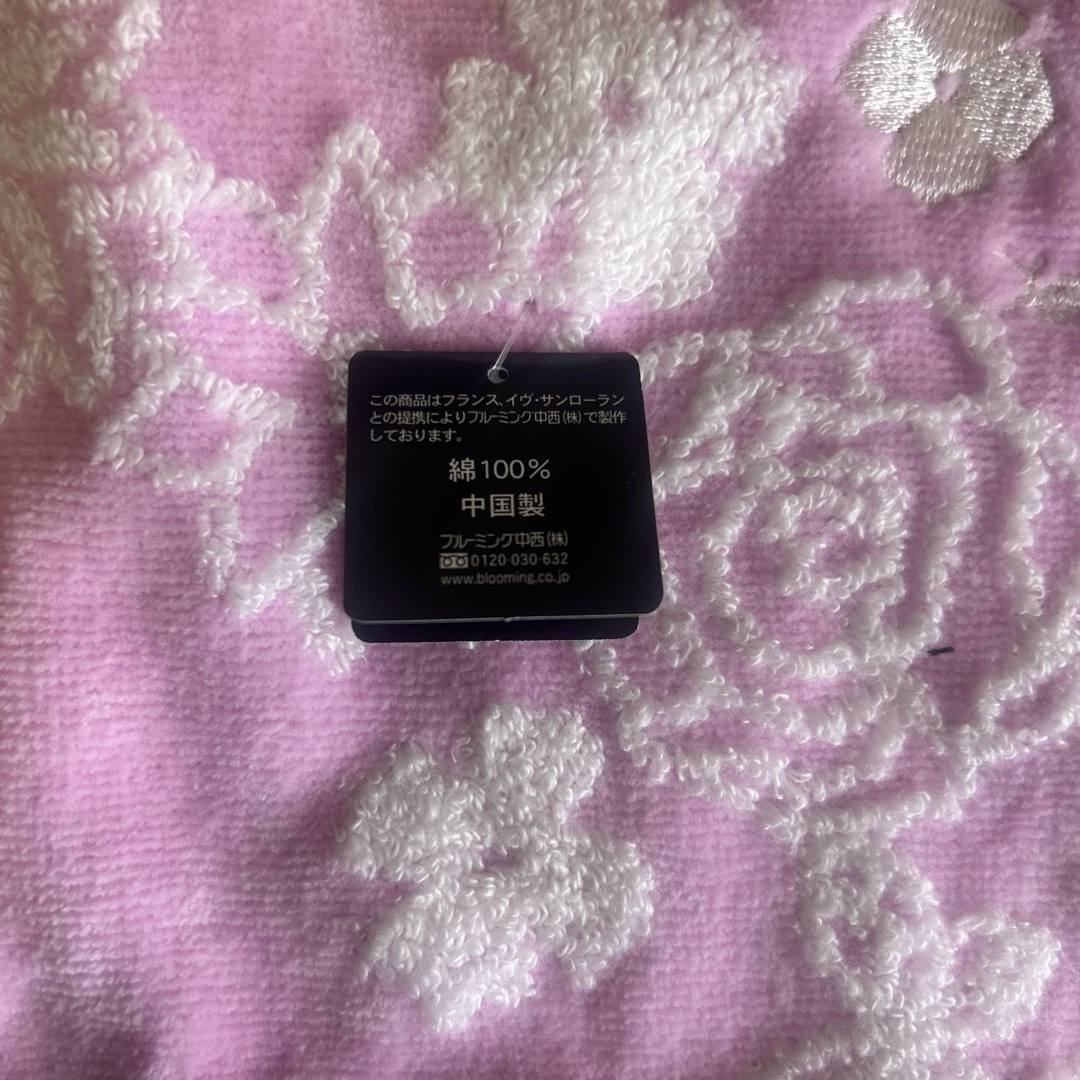 この商品はフランス、イヴ・サンローラン
との提携によりブルーミング中西(株)で製作
しております。
綿100%
中国製
ブルーミング中西(株)
0120-030-632
www.blooming.co.jp